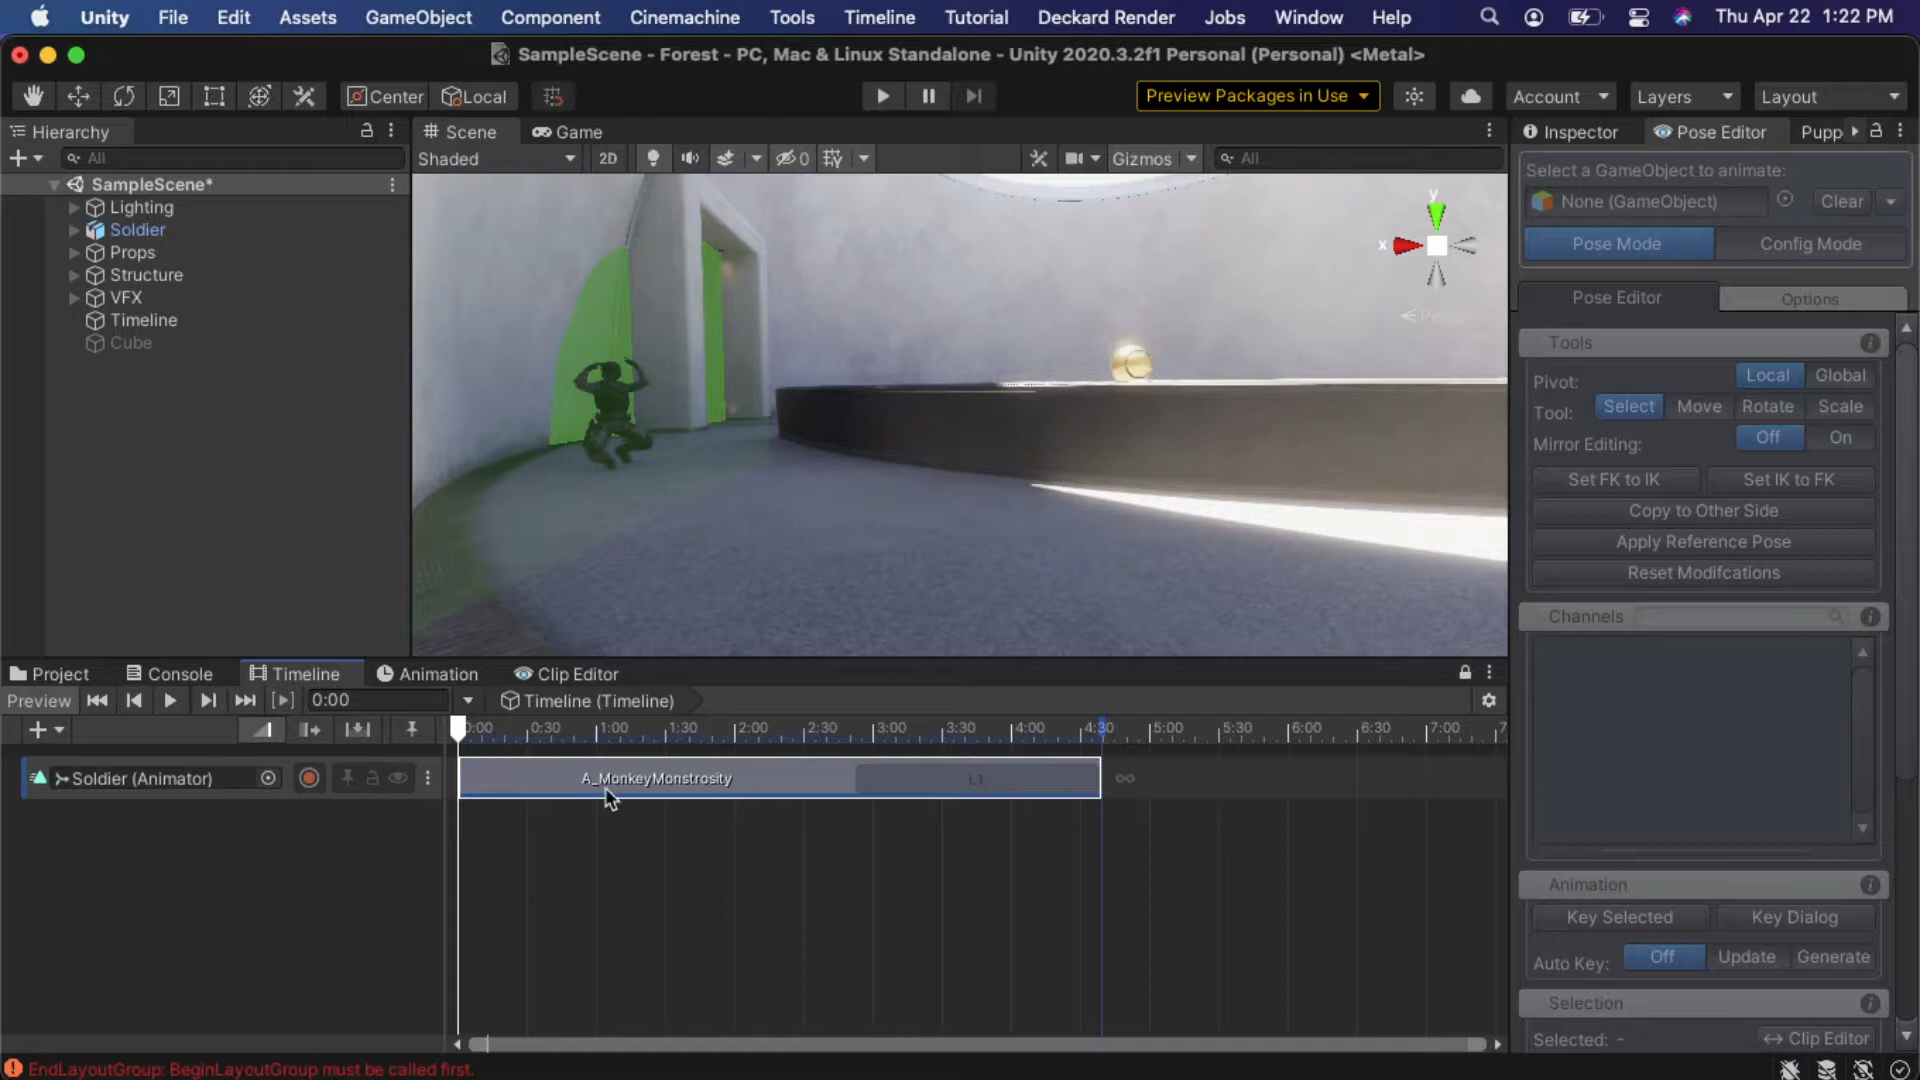 Unity File Edit Assets GameObject Component Cinemachine Tools Timeline Tutorial Deckard Render Jobs Window Help Thu Apr 22 1:22 PM
SampleScene - Forest - PC, Mac & Linux Standalone - Unity 2020.3.2f1 Personal (Personal) <Metal>
Center Local Preview Packages in Use Account Layers Layout
Hierarchy
All
SampleScene*
Lighting
Soldier
Props
Structure
VFX
Timeline
Cube
Scene Game
Shaded 2D 0 Gizmos All
y
x
Inspector Pose Editor Pupp
Select a GameObject to animate:
None (GameObject) Clear
Pose Mode Config Mode
Pose Editor Options
Tools
Pivot: Local Global
Tool: Select Move Rotate Scale
Mirror Editing: Off On
Set FK to IK Set IK to FK
Copy to Other Side
Apply Reference Pose
Reset Modifcations
Channels
Animation
Key Selected Key Dialog
Auto Key: Off Update Generate
Selection
Selected: - Clip Editor
Project Console Timeline Animation Clip Editor
Preview 0:00 Timeline (Timeline)
0:00 0:30 1:00 1:30 2:00 2:30 3:00 3:30 4:00 4:30 5:00 5:30 6:00 6:30 7:00 7
Soldier (Animator) A_MonkeyMonstrosity L1 ∞
EndLayoutGroup: BeginLayoutGroup must be called first.